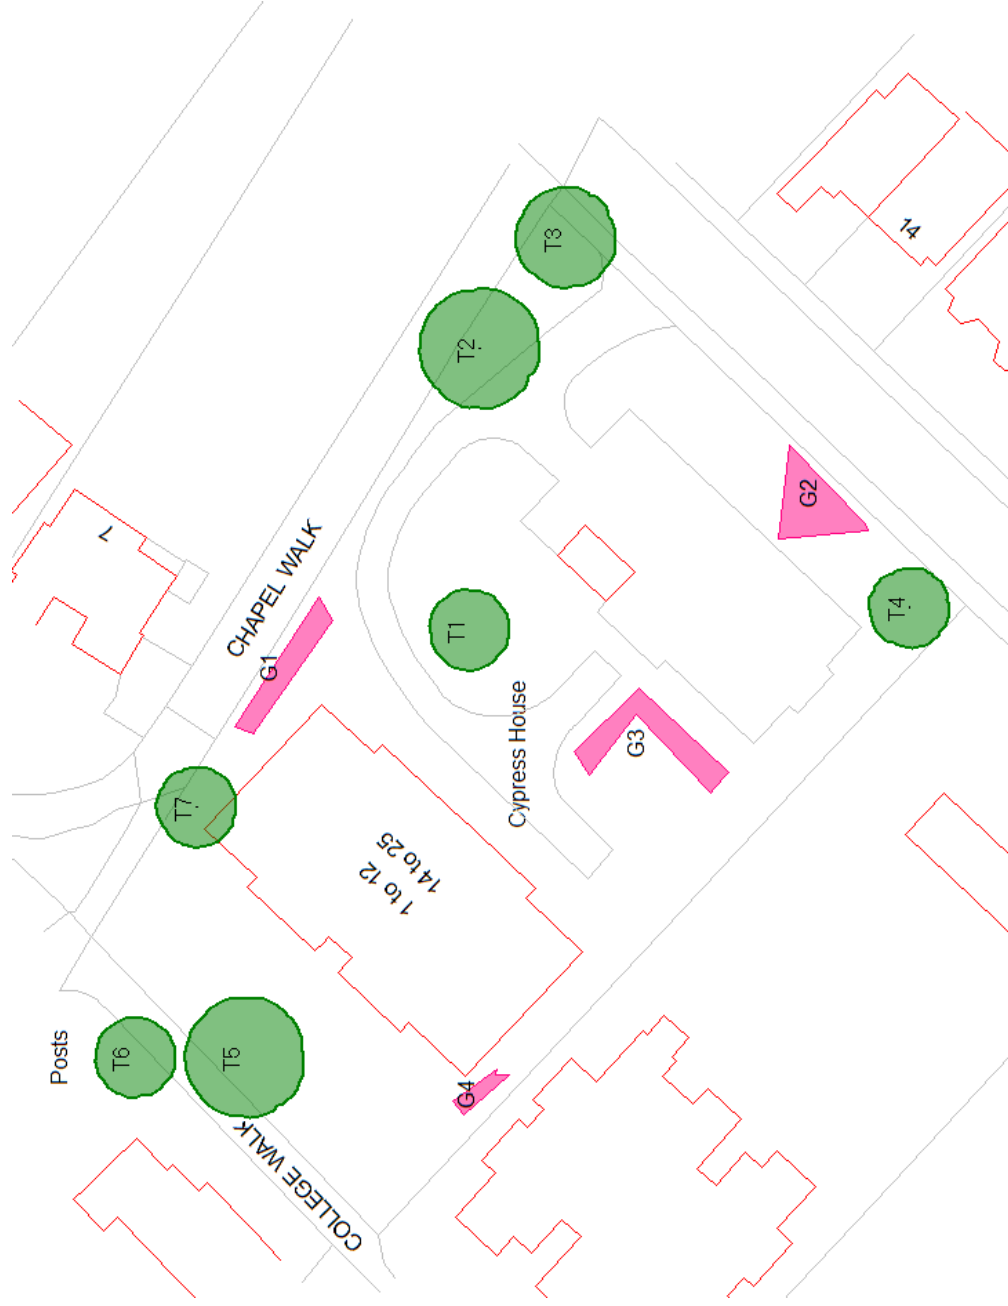 T3
14
T2
7
CHAPEL WALK
G2
G1
T1
T4
Cypress House
G3
T7
1 to 12
14 to 25
Posts
T6
T5
G4
COLLEGE WALK